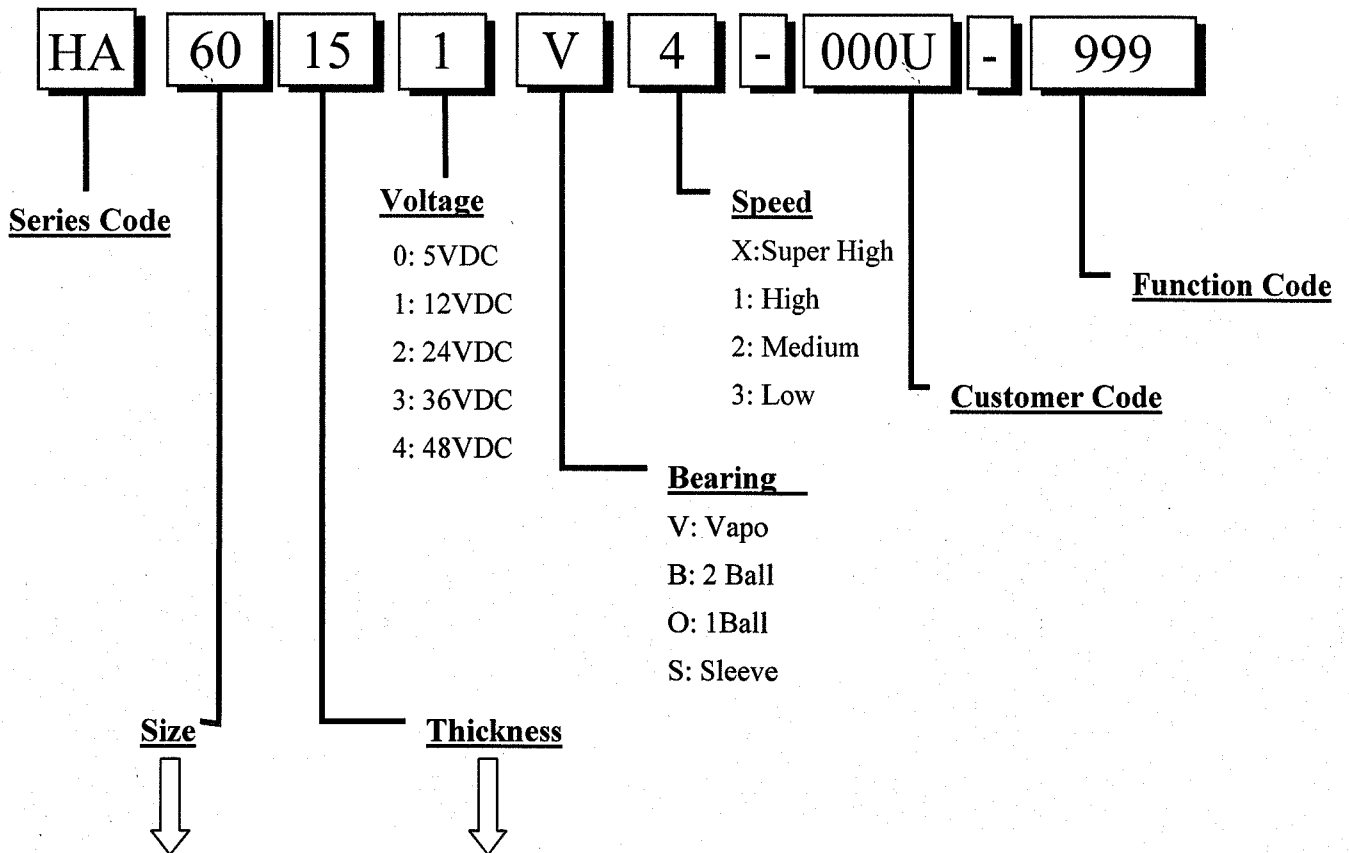 HA 60 15 1 V 4 - 000U - 999
Series Code
Voltage
0: 5VDC
1: 12VDC
2: 24VDC
3: 36VDC
4: 48VDC
Speed
X:Super High
1: High
2: Medium
3: Low
Function Code
Customer Code
Bearing
V: Vapo
B: 2 Ball
O: 1Ball
S: Sleeve
Size
Thickness